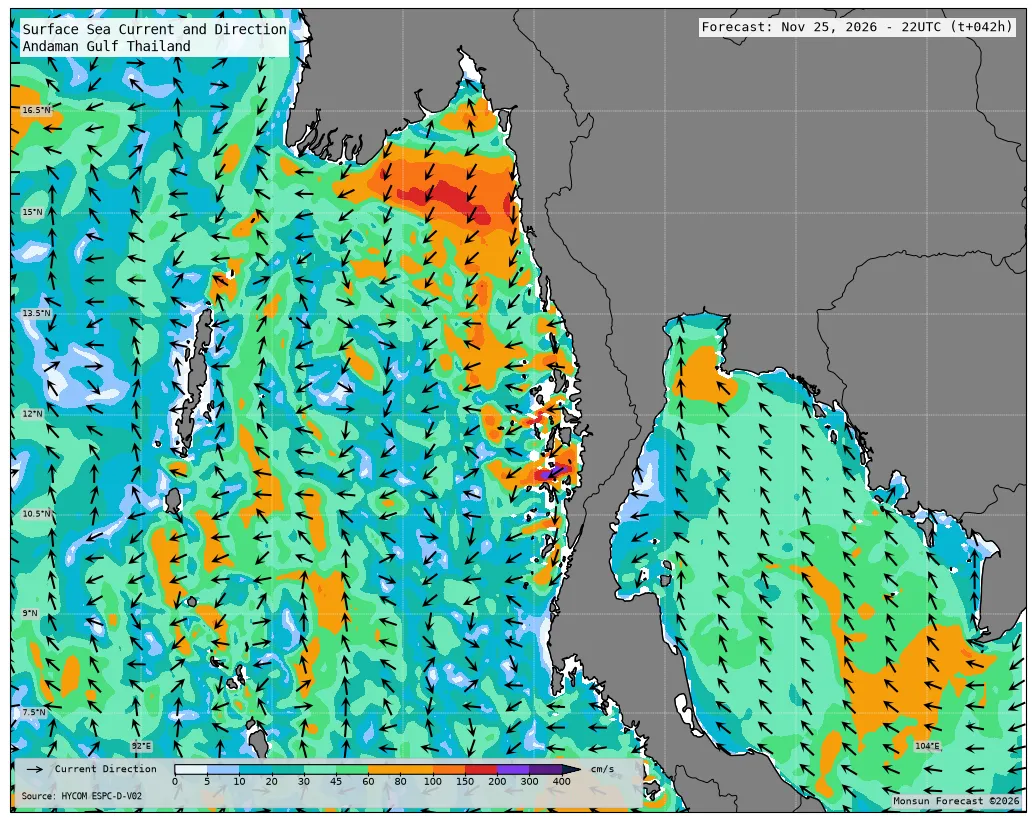 Surface Sea Current and Direction
Andaman Gulf Thailand
Forecast: Nov 25, 2026 - 22UTC (t+042h)
16.5°N
15°N
13.5°N
12°N
10.5°N
9°N
7.5°N
92°E
104°E
Current Direction
0 5 10 20 30 45 60 80 100 150 200 300 400 cm/s
Source: HYCOM ESPC-D-V02
Monsun Forecast ©2026